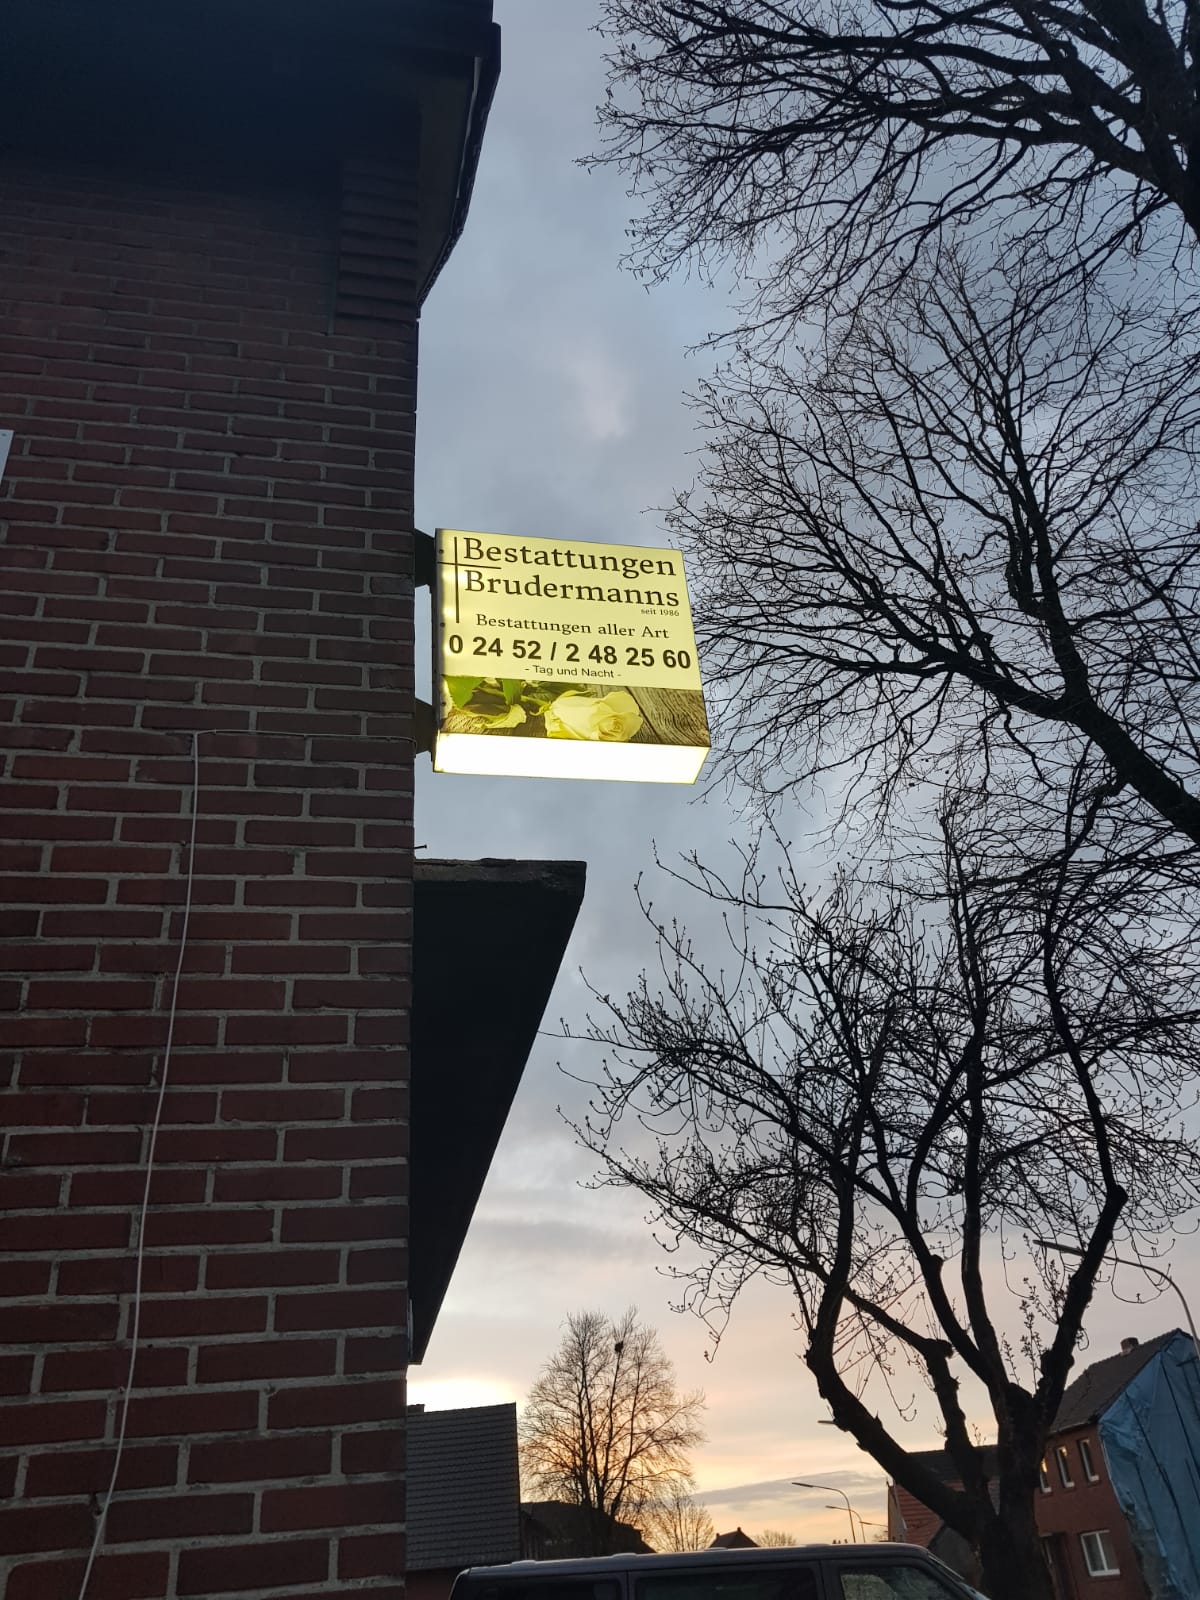 Bestattungen
Brudermanns
seit 1986
Bestattungen aller Art
0 24 52 / 2 48 25 60
- Tag und Nacht -